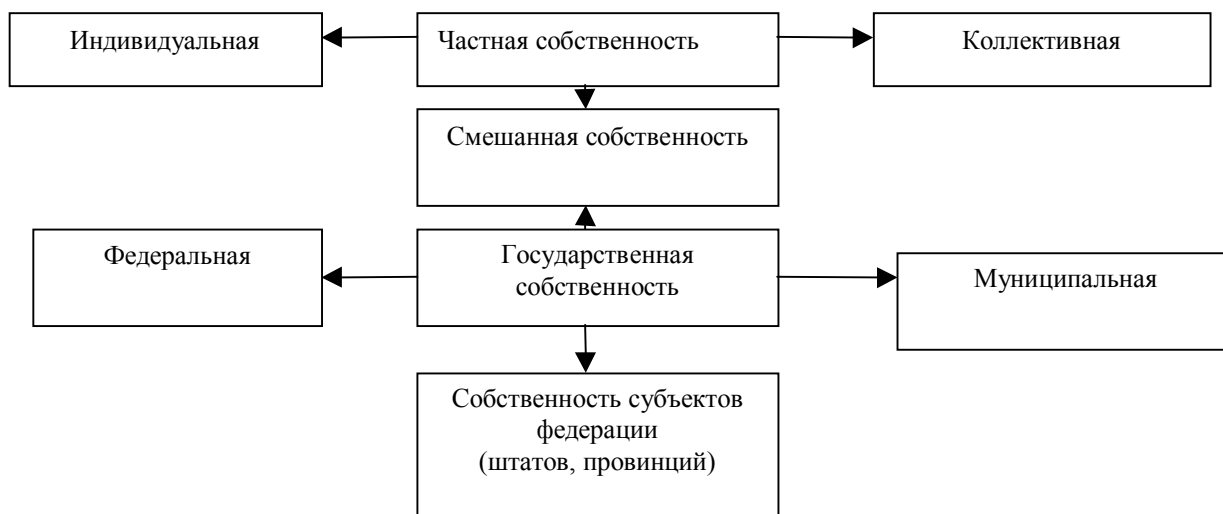 Индивидуальная
Частная собственность
Коллективная
Смешанная собственность
Федеральная
Государственная
собственность
Муниципальная
Собственность субъектов
федерации
(штатов, провинций)